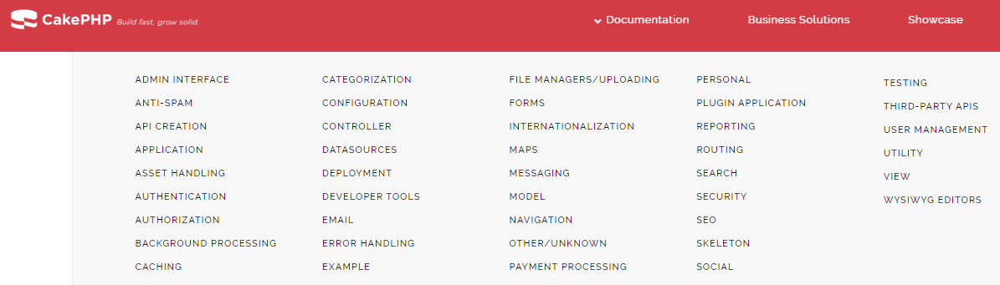 CakePHP Build fast, grow solid.
Documentation
Business Solutions
Showcase
ADMIN INTERFACE
ANTI-SPAM
API CREATION
APPLICATION
ASSET HANDLING
AUTHENTICATION
AUTHORIZATION
BACKGROUND PROCESSING
CACHING
CATEGORIZATION
CONFIGURATION
CONTROLLER
DATASOURCES
DEPLOYMENT
DEVELOPER TOOLS
EMAIL
ERROR HANDLING
EXAMPLE
FILE MANAGERS/UPLOADING
FORMS
INTERNATIONALIZATION
MAPS
MESSAGING
MODEL
NAVIGATION
OTHER/UNKNOWN
PAYMENT PROCESSING
PERSONAL
PLUGIN APPLICATION
REPORTING
ROUTING
SEARCH
SECURITY
SEO
SKELETON
SOCIAL
TESTING
THIRD-PARTY APIS
USER MANAGEMENT
UTILITY
VIEW
WYSIWYG EDITORS